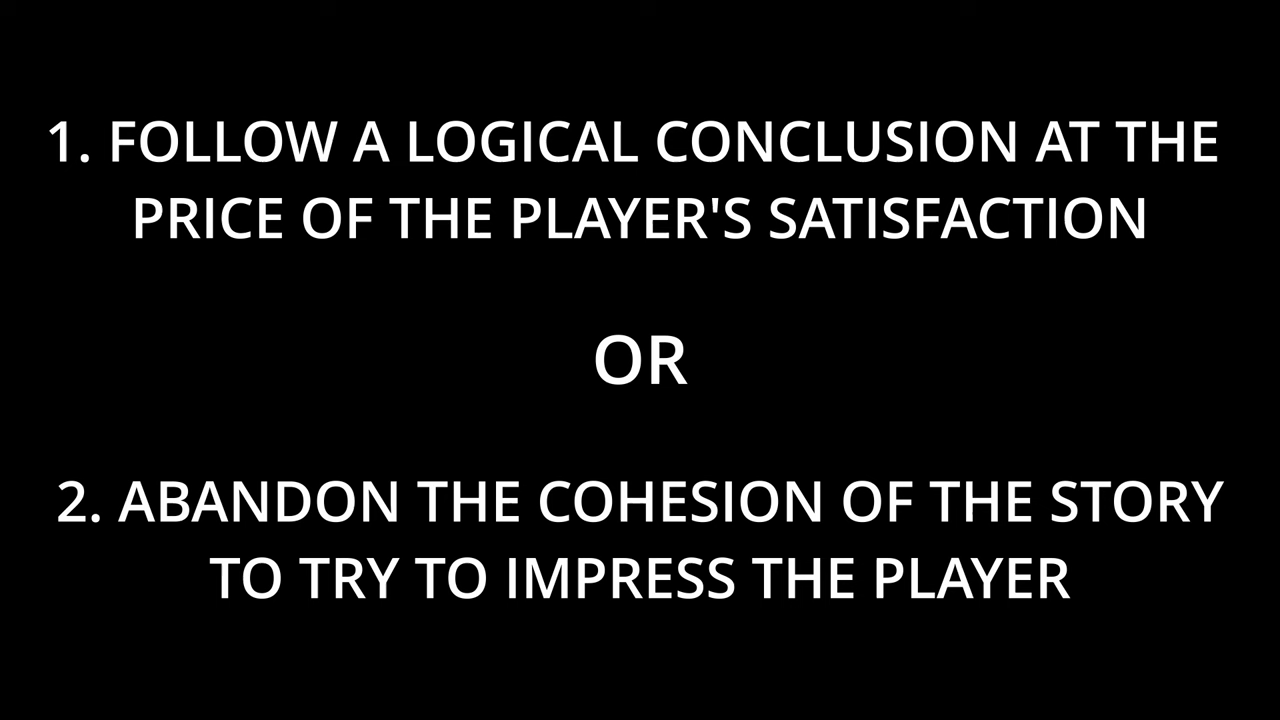 1. FOLLOW A LOGICAL CONCLUSION AT THE
PRICE OF THE PLAYER'S SATISFACTION
OR
2. ABANDON THE COHESION OF THE STORY
TO TRY TO IMPRESS THE PLAYER